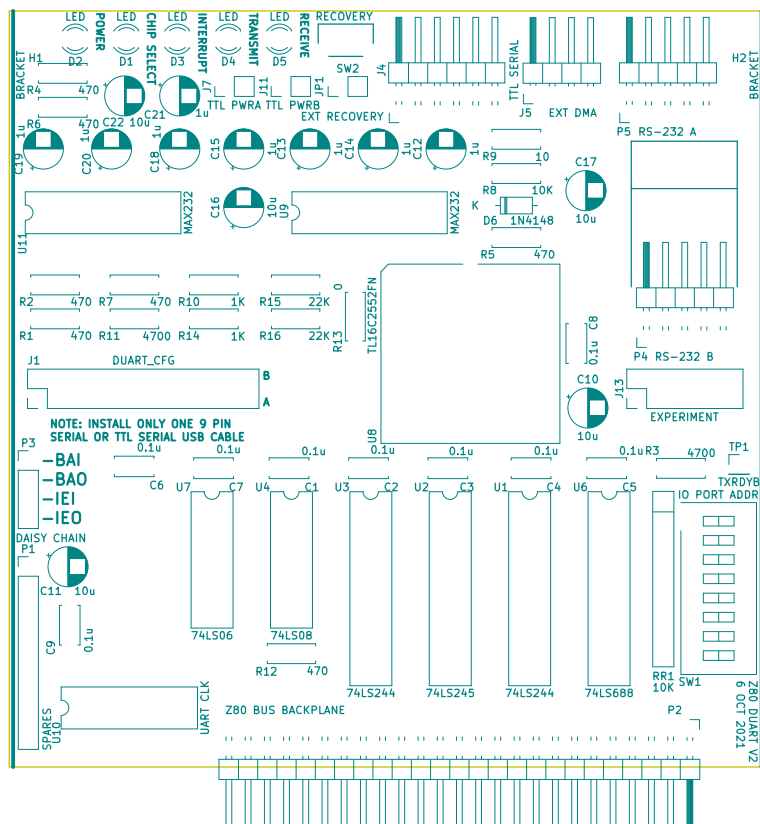 LED LED LED LED LED RECOVERY
POWER
CHIP SELECT
INTERRUPT
TRANSMIT
RECEIVE
D2 D1 D3 D4 D5
SW2
H1
BRACKET
J4
TTL SERIAL
H2
BRACKET
R4 470
J7
J11
JP1
TTL PWRA TTL PWRB
C22 10u
C21
1u
R6 470
EXT RECOVERY
J5 EXT DMA
P5 RS-232 A
C19
1u
C20
1u
C18
1u
C15
1u
C13
1u
C14
1u
C12
1u
R9 10
C17
10u
R8 10K
C16
10u
U11
MAX232
U9
MAX232
K
D6 1N4148
R5 470
R2 470
R7 470
R10 1K
R15 22K
R1 470
R11 4700
R14 1K
R16 22K
0
R13
TL16C2552FN
U8
C8
0.1u
P4 RS-232 B
J1 DUART_CFG
B
A
C10
10u
J13
EXPERIMENT
NOTE: INSTALL ONLY ONE 9 PIN
SERIAL OR TTL SERIAL USB CABLE
P3
-BAI
-BAO
-IEI
-IEO
DAISY CHAIN
0.1u
C6
0.1u
U7 C7
0.1u
U4 C1
0.1u
U3 C2
0.1u
U2 C3
0.1u
U1 C4
0.1u
U6 C5
R3 4700
TP1
TXRDYB
IO PORT ADDR
P1
C11 10u
C9
0.1u
74LS06
74LS08
R12 470
74LS244
74LS245
74LS244
74LS688
RR1
10K
SW1
SPARES
U10
UART CLK
Z80 BUS BACKPLANE
P2
Z80 DUART V2
6 OCT 2021